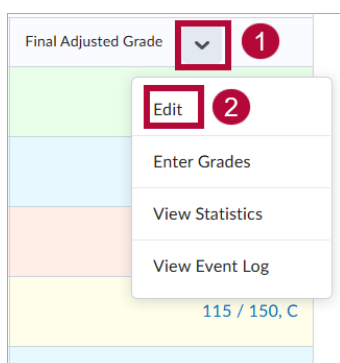 Final Adjusted Grade 1
Edit 2
Enter Grades
View Statistics
View Event Log
115 / 150, C